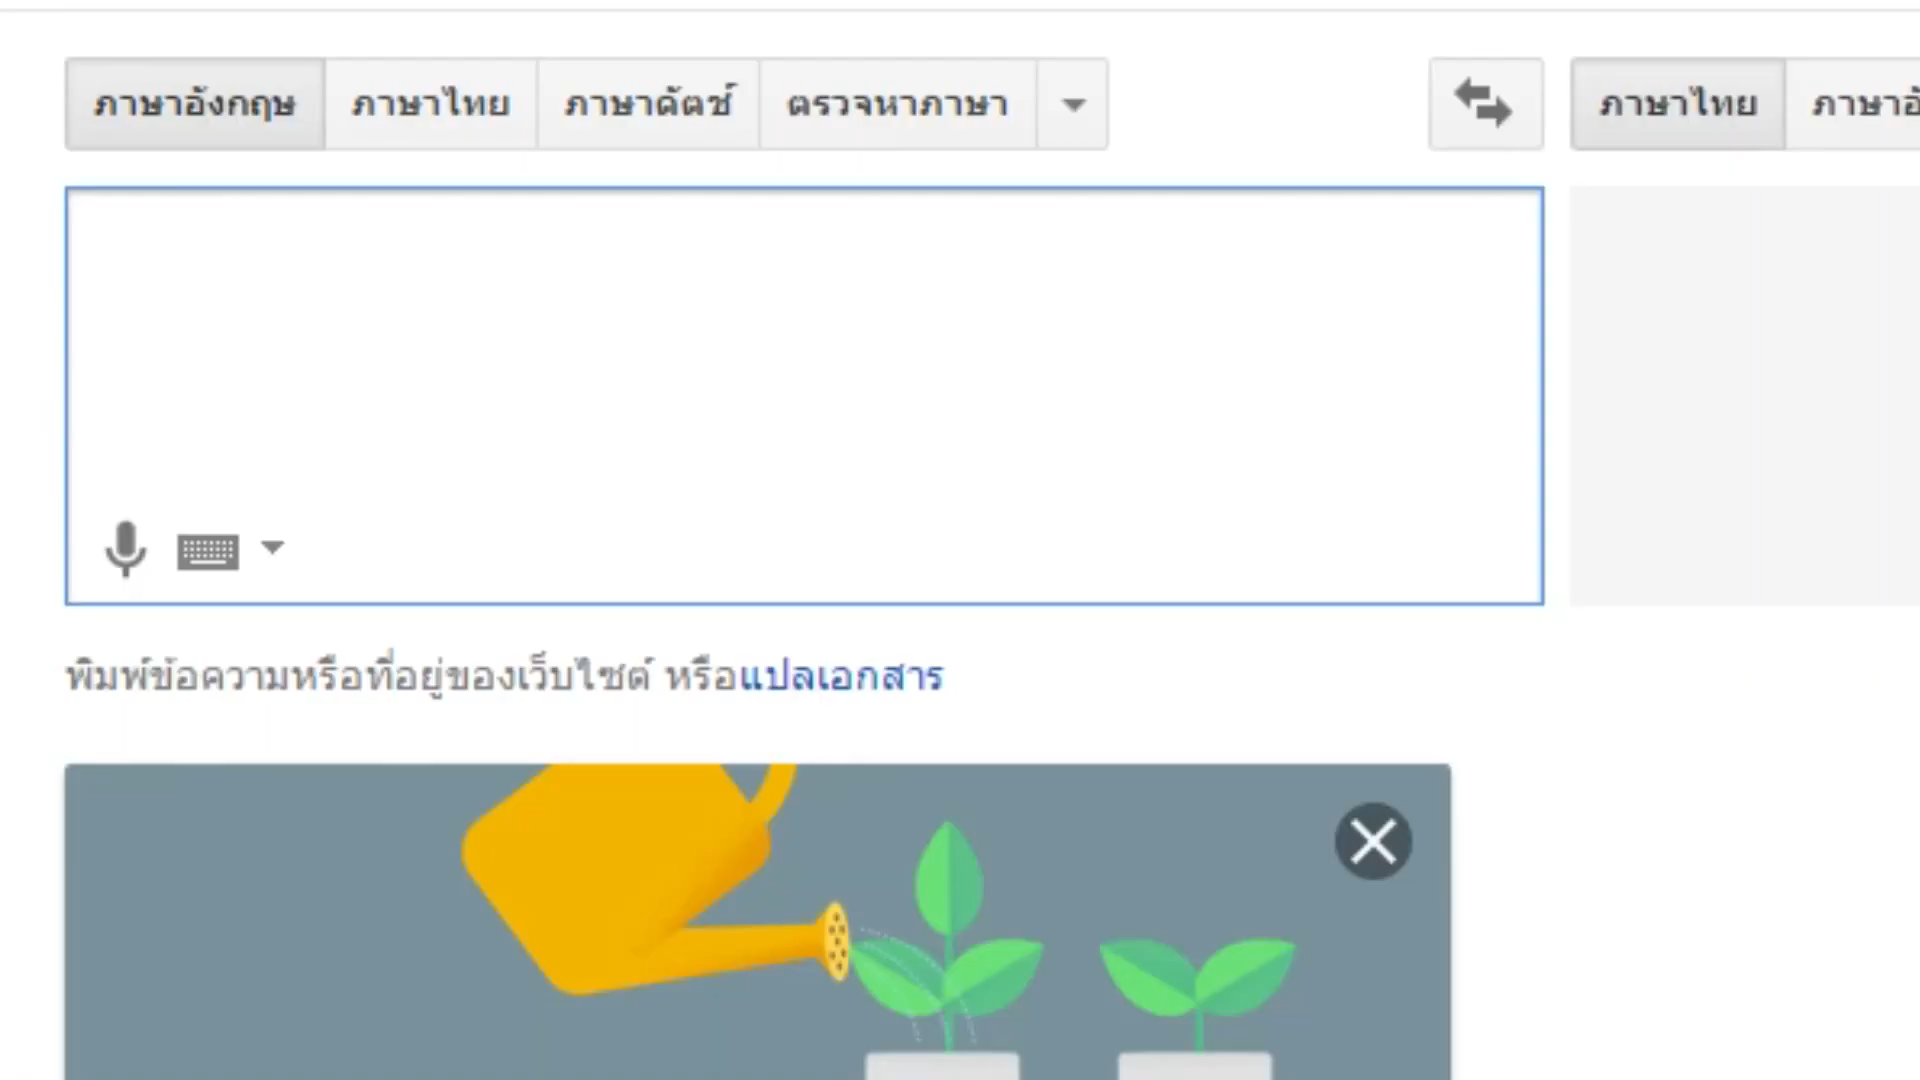 ภาษาอังกฤษ ภาษาไทย ภาษาดัตช์ ตรวจหาภาษา ภาษาไทย
พิมพ์ข้อความหรือที่อยู่ของเว็บไซต์ หรือแปลเอกสาร